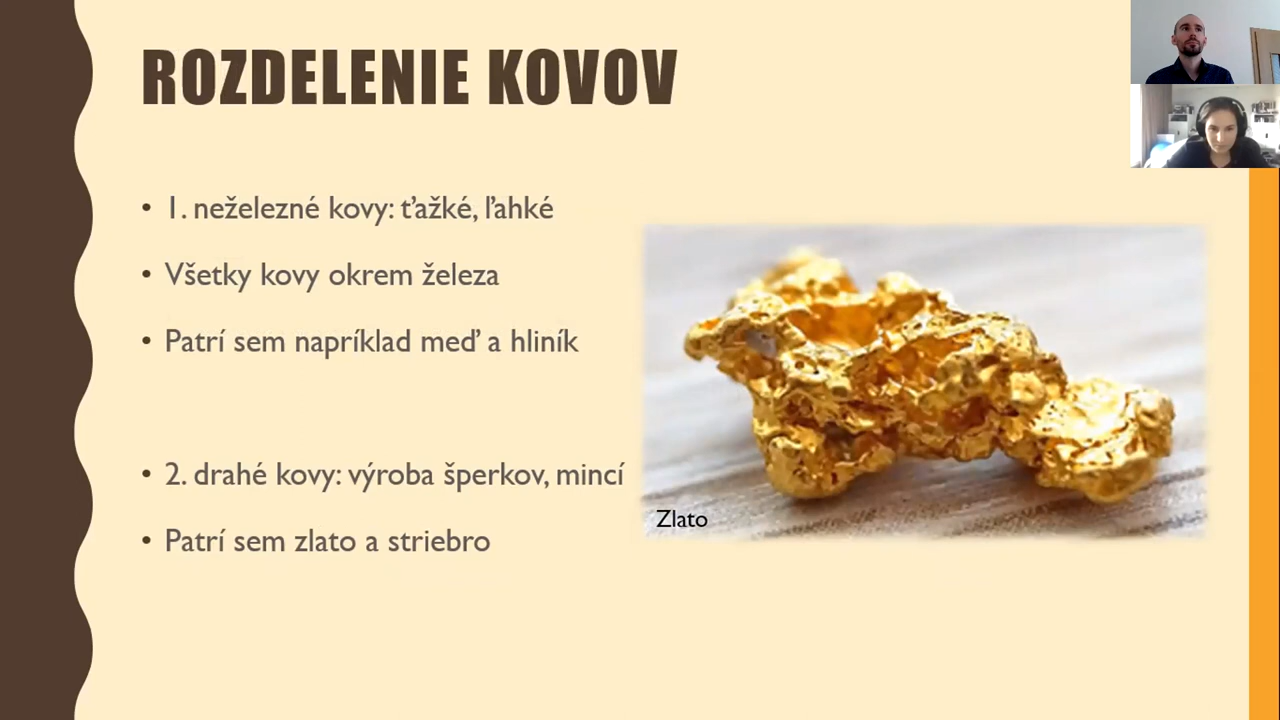 ROZDELENIE KOVOV
• 1. neželezné kovy: ťažké, ľahké
• Všetky kovy okrem železa
• Patrí sem napríklad meď a hliník
• 2. drahé kovy: výroba šperkov, mincí
• Patrí sem zlato a striebro
Zlato